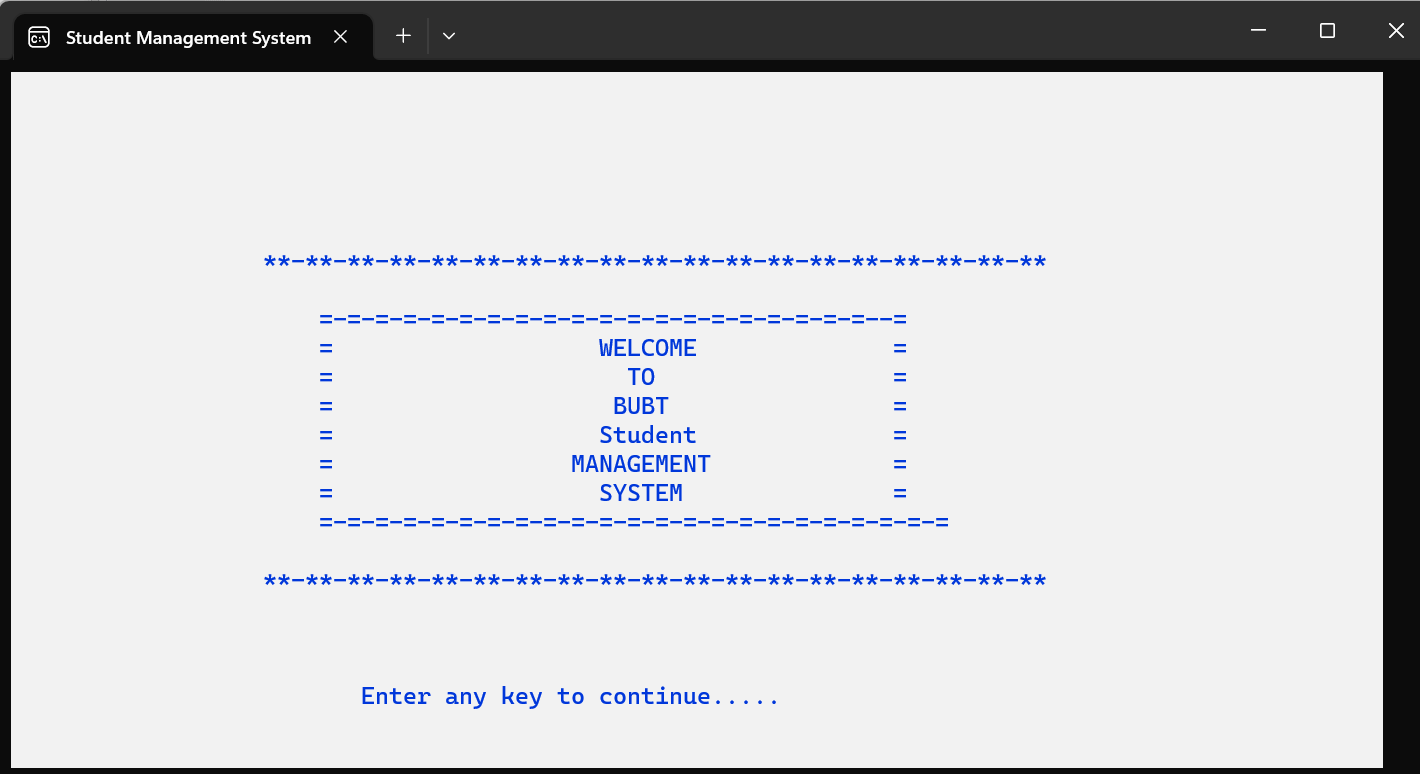 Student Management System
**-**-**-**-**-**-**-**-**-**-**-**-**-**-**-**-**-**-**
=-=-=-=-=-=-=-=-=-=-=-=-=-=-=-=-=-=-=-=--=
= WELCOME =
= TO =
= BUBT =
= Student =
= MANAGEMENT =
= SYSTEM =
=-=-=-=-=-=-=-=-=-=-=-=-=-=-=-=-=-=-=-=-=-=-=
**-**-**-**-**-**-**-**-**-**-**-**-**-**-**-**-**-**-**
Enter any key to continue.....